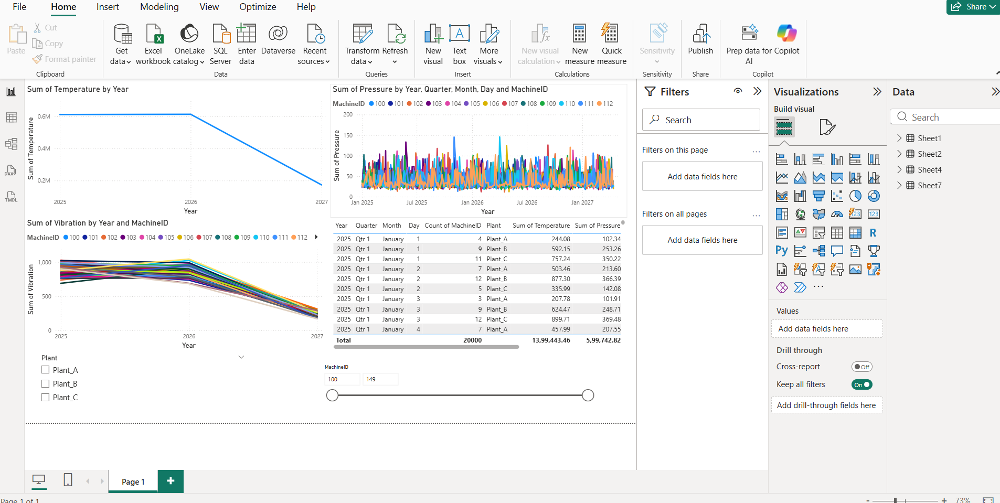 File Home Insert Modeling View Optimize Help Share
Paste
Cut
Copy
Format painter
Clipboard
Get data
Excel workbook
OneLake catalog
SQL Server
Enter data
Dataverse
Recent sources
Data
Transform data
Refresh
Queries
New visual
Text box
More visuals
Insert
New visual calculation
New measure
Quick measure
Calculations
Sensitivity
Sensitivity
Publish
Share
Prep data for AI
Copilot
Copilot
DAX
TMDL
Sum of Temperature by Year
Sum of Temperature
0.6M
0.4M
0.2M
2025 2026 2027
Year
Sum of Pressure by Year, Quarter, Month, Day and MachineID
MachineID 100 101 102 103 104 105 106 107 108 109 110 111 112
Sum of Pressure
200
150
100
50
0
Jan 2025 Jul 2025 Jan 2026 Jul 2026 Jan 2027
Year
Sum of Vibration by Year and MachineID
MachineID 100 101 102 103 104 105 106 107 108 109 110 111 112
Sum of Vibration
1,000
500
0
2025 2026 2027
Year
Year Quarter Month Day Count of MachineID Plant Sum of Temperature Sum of Pressure
2025 Qtr 1 January 1 4 Plant_A 244.08 102.34
2025 Qtr 1 January 1 9 Plant_B 592.15 253.26
2025 Qtr 1 January 1 11 Plant_C 757.24 350.22
2025 Qtr 1 January 2 7 Plant_A 503.46 213.60
2025 Qtr 1 January 2 12 Plant_B 877.30 366.39
2025 Qtr 1 January 2 5 Plant_C 335.99 142.08
2025 Qtr 1 January 3 3 Plant_A 207.78 101.91
2025 Qtr 1 January 3 9 Plant_B 624.47 248.71
2025 Qtr 1 January 3 12 Plant_C 899.71 369.48
2025 Qtr 1 January 4 7 Plant_A 457.99 207.55
Total 20000 13,99,443.46 5,99,742.82
Plant
Plant_A
Plant_B
Plant_C
MachineID
100 149
Filters
Search
Filters on this page ...
Add data fields here
Filters on all pages ...
Add data fields here
Visualizations
Build visual
123 123
R
Py
...
Values
Add data fields here
Drill through
Cross-report Off
Keep all filters On
Add drill-through fields here
Data
Search
Sheet1
Sheet2
Sheet4
Sheet7
Page 1 +
Page 1 of 1
- + 73%